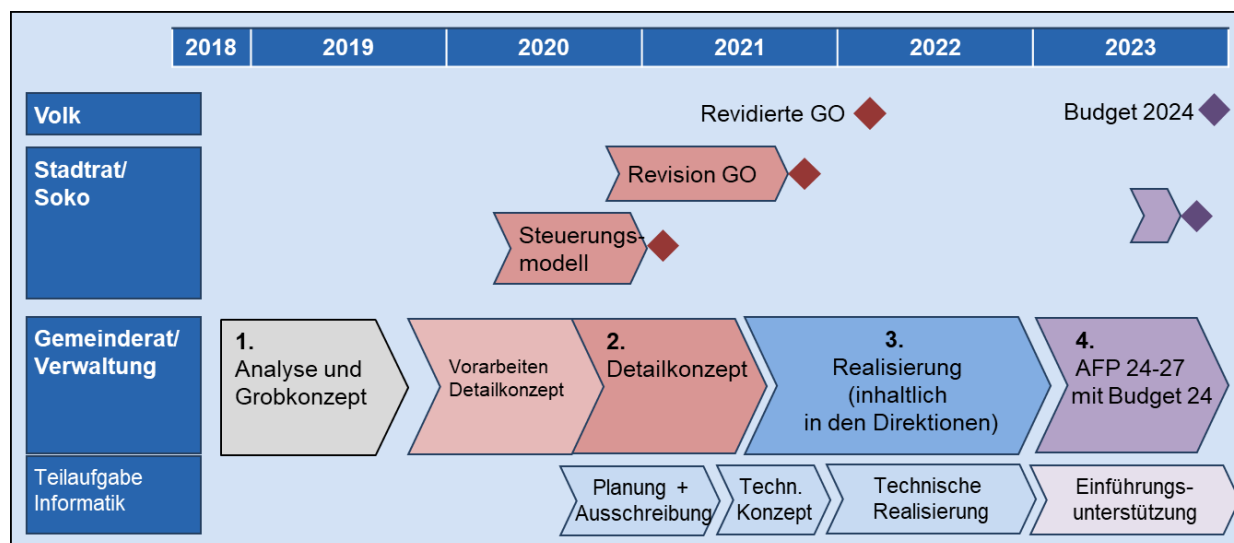 2018
2019
2020
2021
2022
2023
Volk
Revidierte GO
Budget 2024
Stadtrat/
Soko
Revision GO
Steuerungs-
modell
Gemeinderat/
Verwaltung
1.
Analyse und
Grobkonzept
Vorarbeiten
Detailkonzept
2.
Detailkonzept
3.
Realisierung
(inhaltlich
in den Direktionen)
4.
AFP 24-27
mit Budget 24
Teilaufgabe
Informatik
Planung +
Ausschreibung
Techn.
Konzept
Technische
Realisierung
Einführungs-
unterstützung